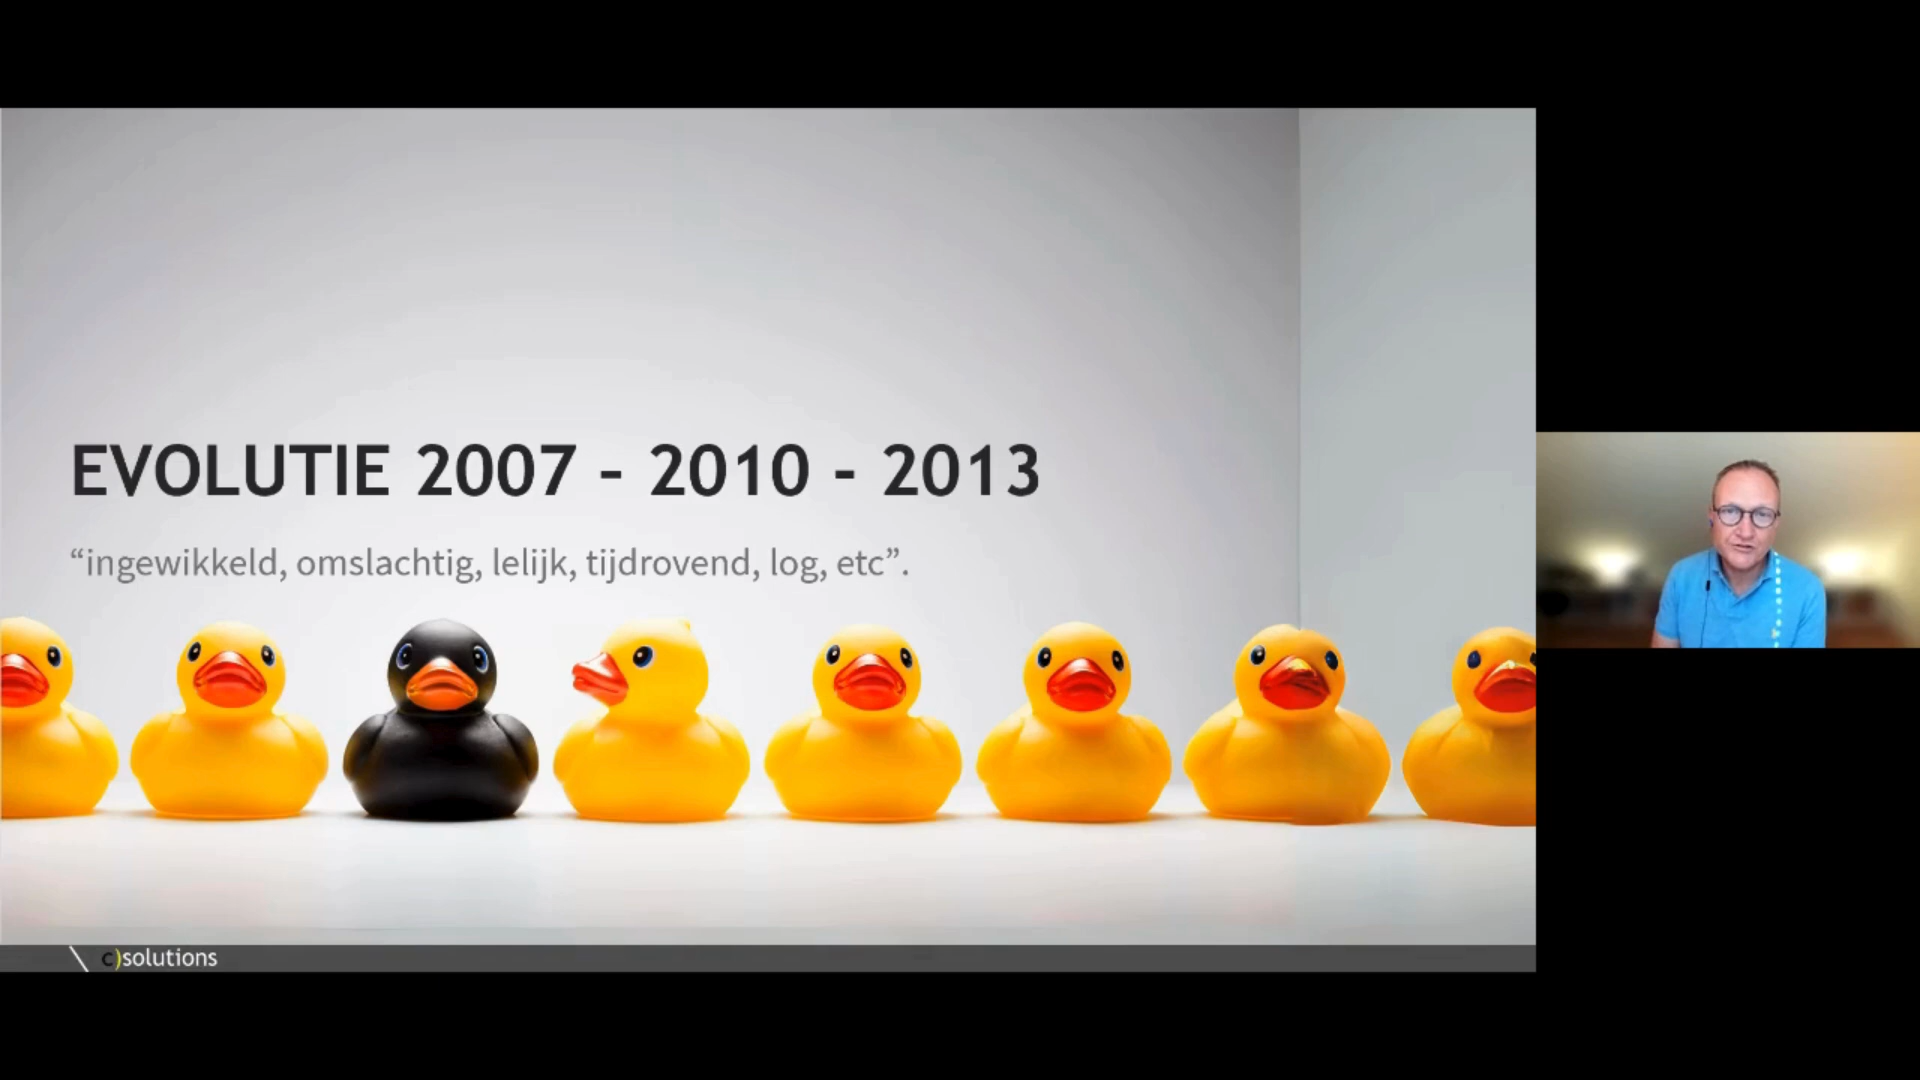 EVOLUTIE 2007 - 2010 - 2013
“ingewikkeld, omslachtig, lelijk, tijdrovend, log, etc”.
c)solutions